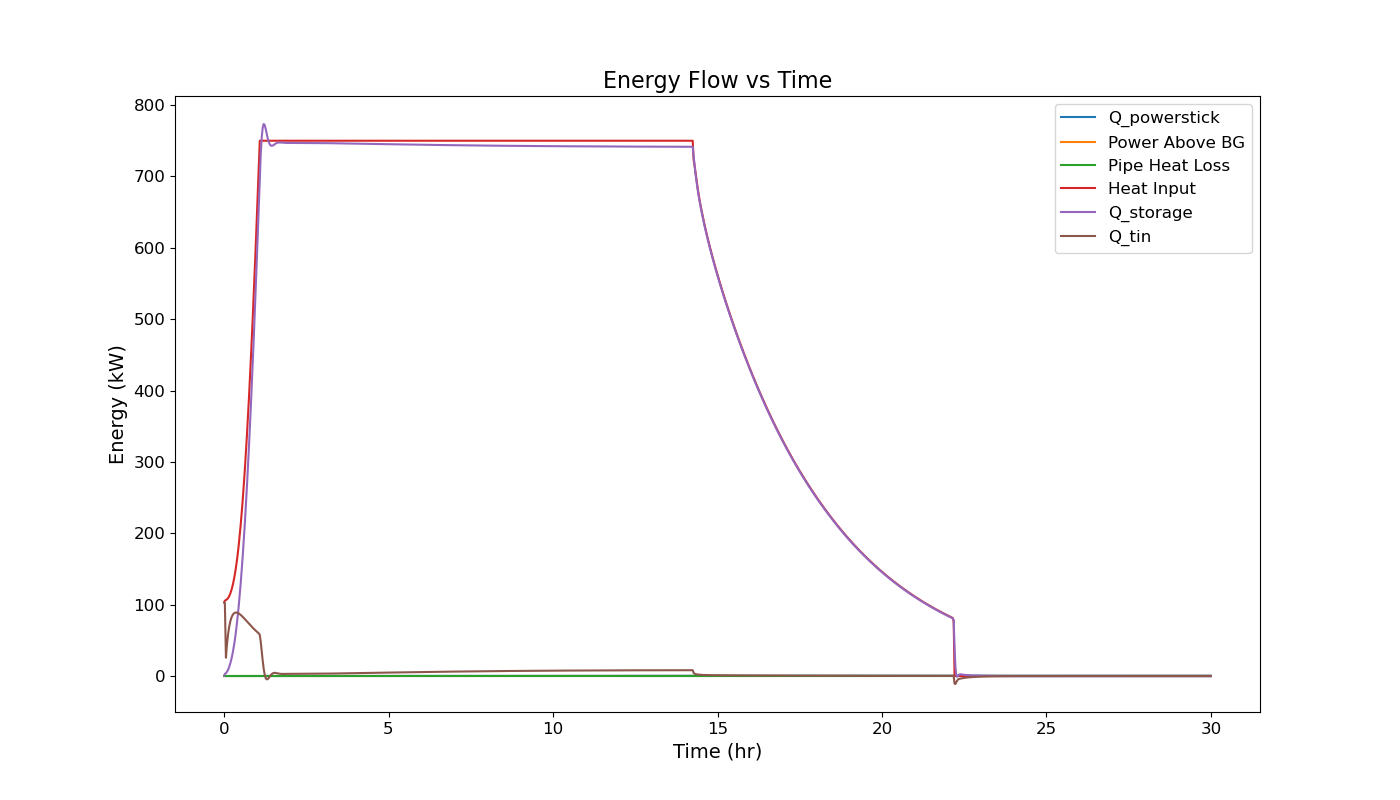 Energy Flow vs Time
Energy (kW)
800
700
600
500
400
300
200
100
0
Q_powerstick
Power Above BG
Pipe Heat Loss
Heat Input
Q_storage
Q_tin
0 5 10 15 20 25 30
Time (hr)